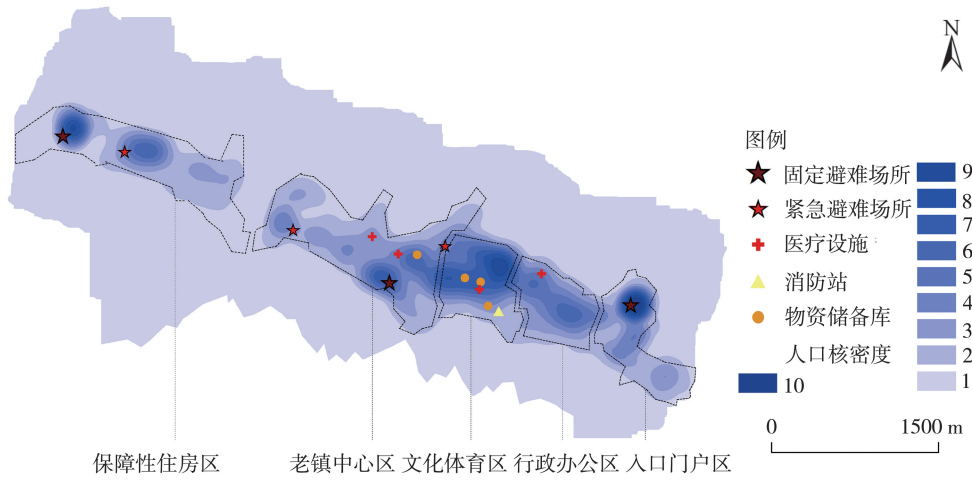 N
图例
固定避难场所
紧急避难场所
医疗设施
消防站
物资储备库
人口核密度
10
9
8
7
6
5
4
3
2
1
0 1500 m
保障性住房区 老镇中心区 文化体育区 行政办公区 入口门户区